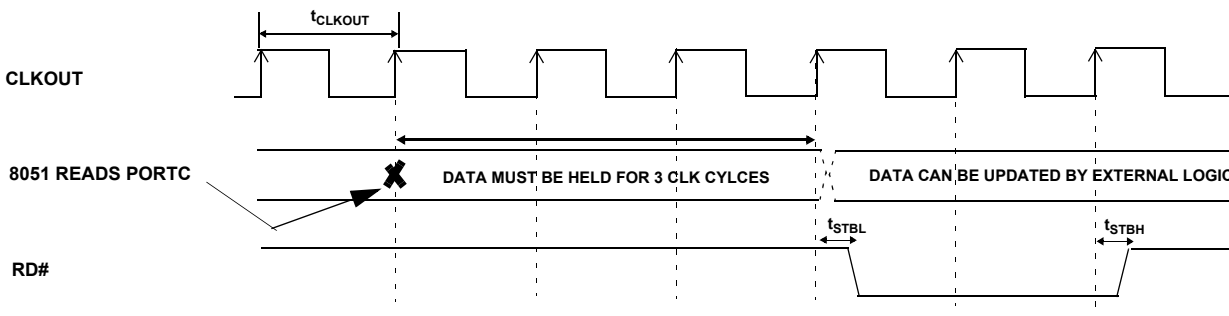 tCLKOUT
CLKOUT
8051 READS PORTC
DATA MUST BE HELD FOR 3 CLK CYLCES
DATA CAN BE UPDATED BY EXTERNAL LOGIC
tSTBL
tSTBH
RD#